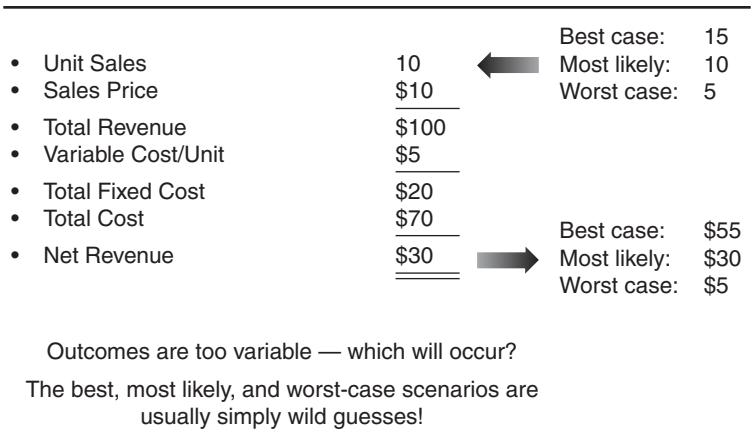 Best case: 15
• Unit Sales 10 Most likely: 10
• Sales Price $10 Worst case: 5
• Total Revenue $100
• Variable Cost/Unit $5
• Total Fixed Cost $20
• Total Cost $70
Best case: $55
• Net Revenue $30 Most likely: $30
Worst case: $5
Outcomes are too variable — which will occur?
The best, most likely, and worst-case scenarios are
usually simply wild guesses!